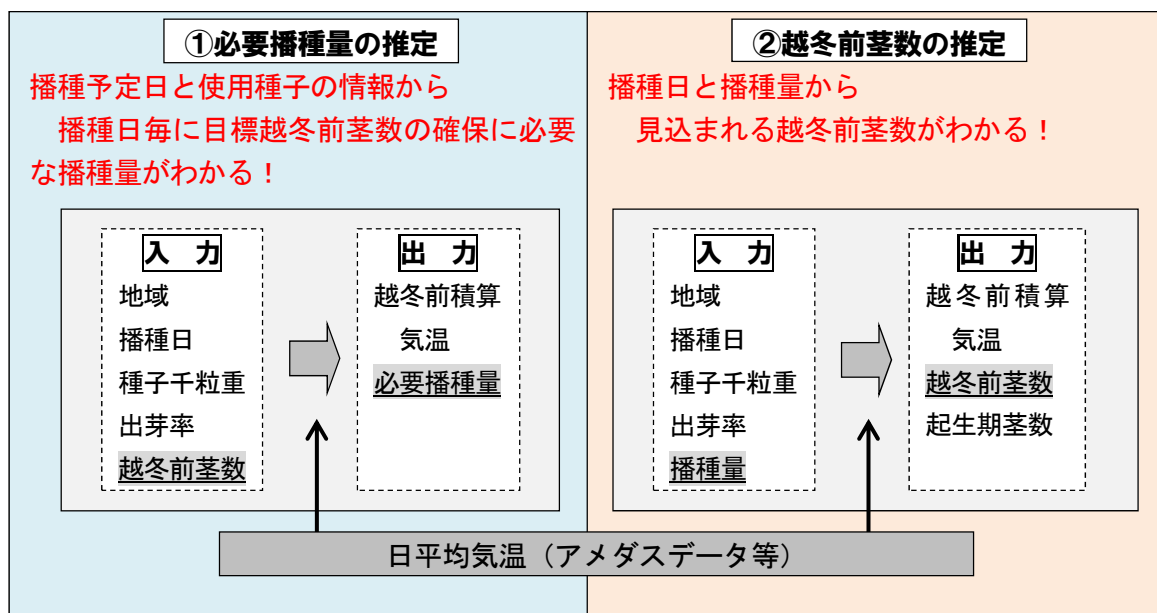 ①必要播種量の推定
播種予定日と使用種子の情報から
播種日毎に目標越冬前茎数の確保に必要
な播種量がわかる！
入　力
地域
播種日
種子千粒重
出芽率
越冬前茎数
出　力
越冬前積算
気温
必要播種量
②越冬前茎数の推定
播種日と播種量から
見込まれる越冬前茎数がわかる！
入　力
地域
播種日
種子千粒重
出芽率
播種量
出　力
越冬前積算
気温
越冬前茎数
起生期茎数
日平均気温（アメダスデータ等）